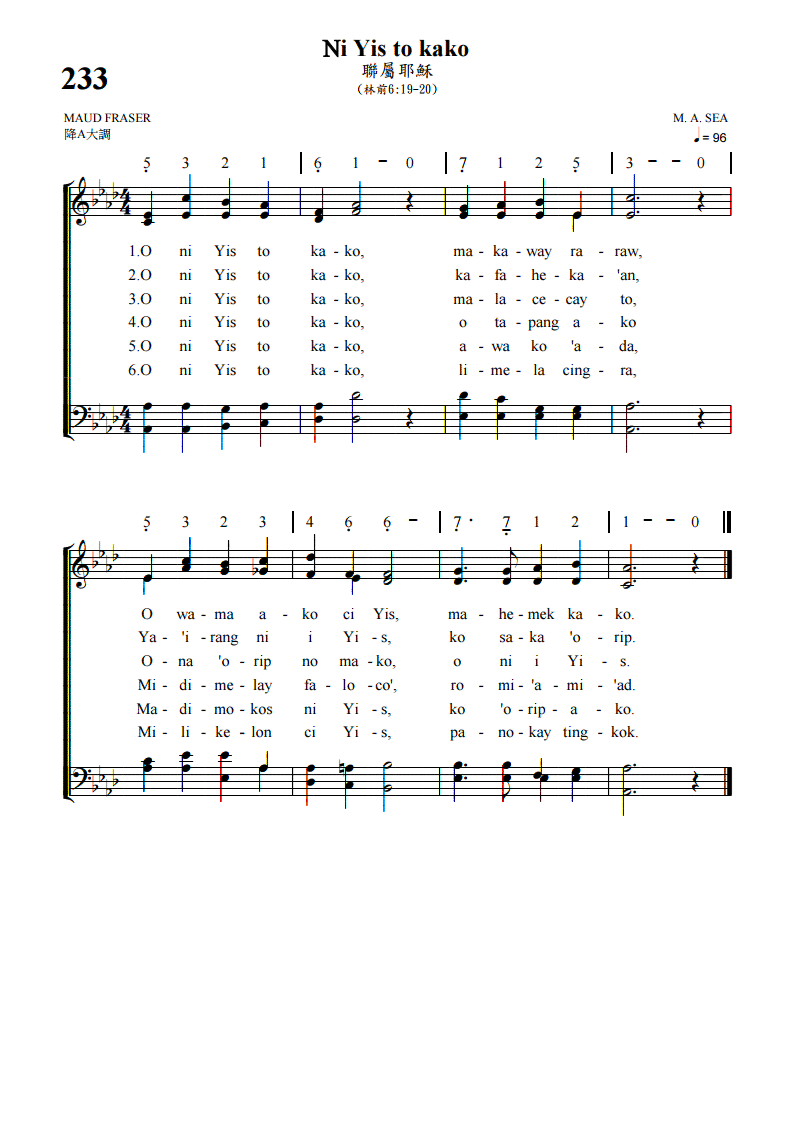 Ni Yis to kako
233
聯屬耶穌
(林前6:19-20)
MAUD FRASER
M. A. SEA
降A大調
♩= 96
5̣ 3 2 1 | 6̣ 1 - 0 | 7̣ 1 2 5̣ | 3 - - 0 |
1.O ni Yis to ka - ko, ma - ka - way ra - raw,
2.O ni Yis to ka - ko, ka - fa - he - ka - 'an,
3.O ni Yis to ka - ko, ma - la - ce - cay to,
4.O ni Yis to ka - ko, o ta - pang a - ko
5.O ni Yis to ka - ko, a - wa ko 'a - da,
6.O ni Yis to ka - ko, li - me - la cing - ra,
5̣ 3 2 3 | 4 6̣ 6̣ - | 7̣ · 7̣ 1 2 | 1 - - 0
O wa - ma a - ko ci Yis, ma - he - mek ka - ko.
Ya - 'i - rang ni i Yi - s, ko sa - ka 'o - rip.
O - na 'o - rip no ma - ko, o ni i Yi - s.
Mi - di - me - lay fa - lo - co', ro - mi - 'a - mi - 'ad.
Ma - di - mo - kos ni Yi - s, ko 'o - rip - a - ko.
Mi - li - ke - lon ci Yi - s, pa - no - kay ting - kok.